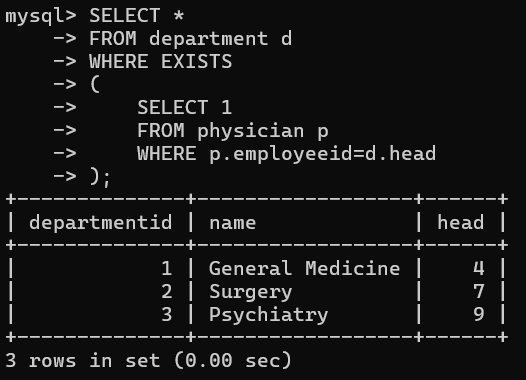 mysql> SELECT *
    -> FROM department d
    -> WHERE EXISTS
    -> (
    ->     SELECT 1
    ->     FROM physician p
    ->     WHERE p.employeeid=d.head
    -> );
+--------------+------------------+------+
| departmentid | name             | head |
+--------------+------------------+------+
|            1 | General Medicine |    4 |
|            2 | Surgery          |    7 |
|            3 | Psychiatry       |    9 |
+--------------+------------------+------+
3 rows in set (0.00 sec)